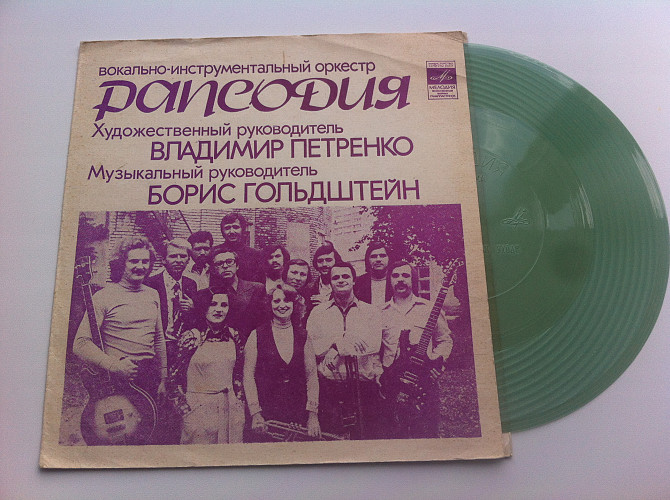 вокально-инструментальный оркестр
РАПСОДИЯ
Художественный руководитель
ВЛАДИМИР ПЕТРЕНКО
Музыкальный руководитель
БОРИС ГОЛЬДШТЕЙН
МЕЛОДИЯ